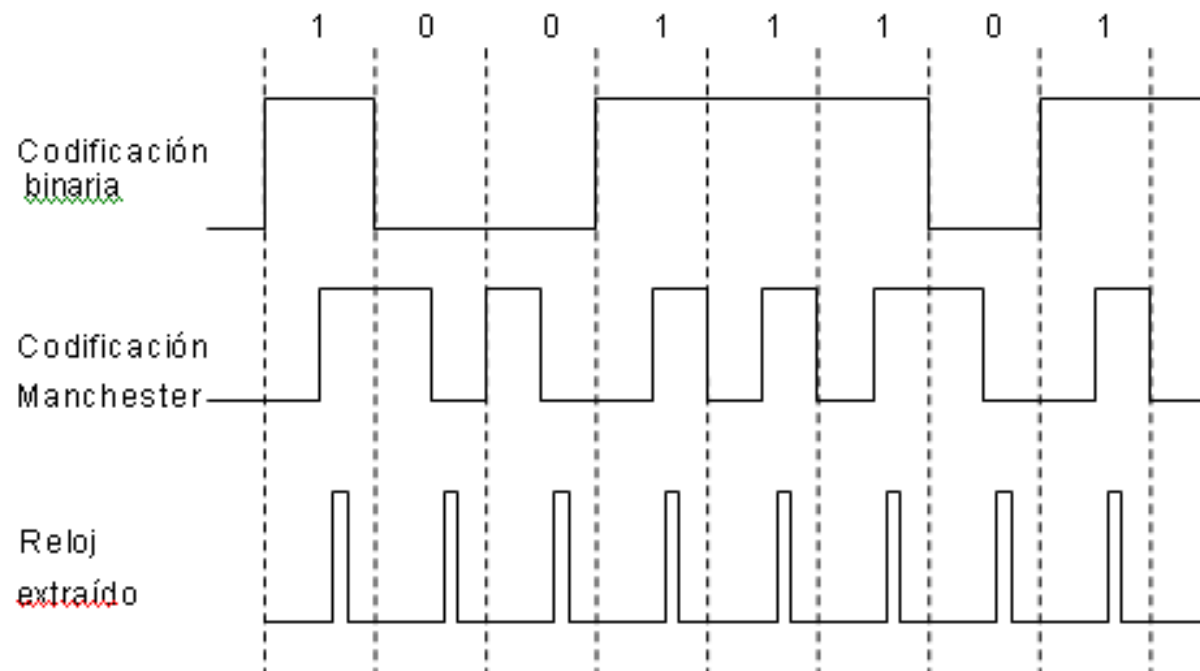 1 0 0 1 1 1 0 1
Codificación
binaria
Codificación
Manchester
Reloj
extraído